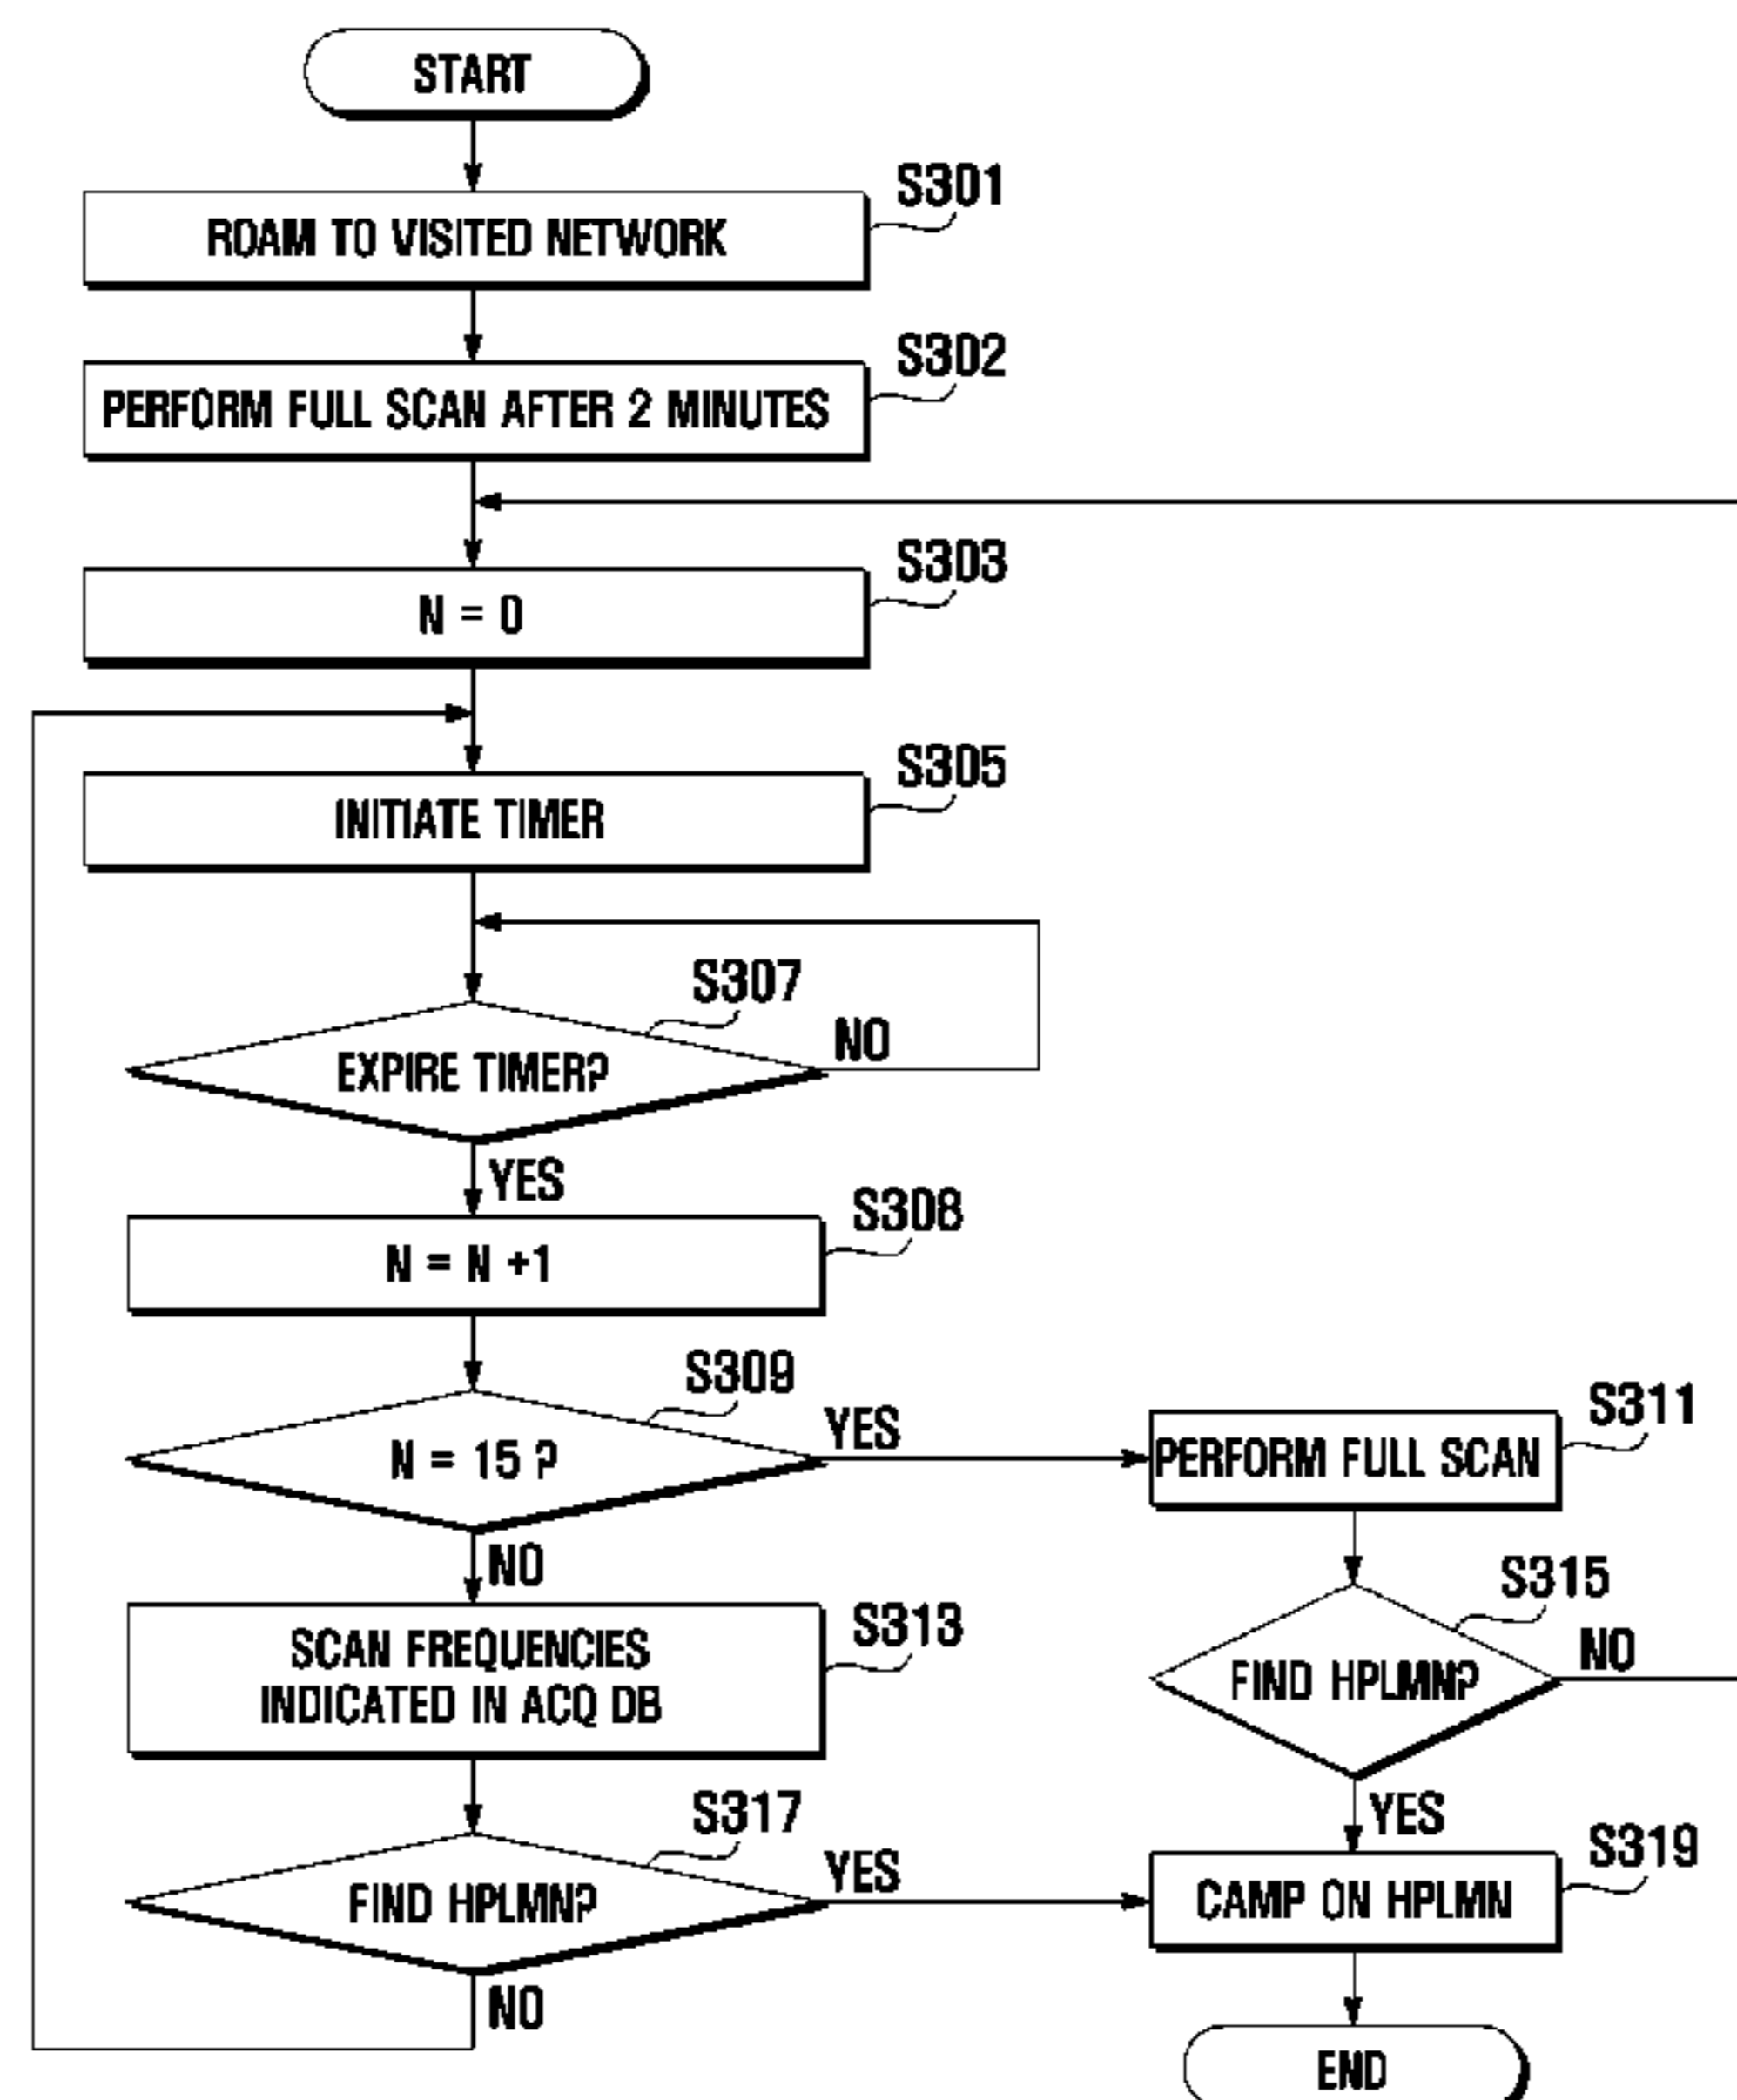 START
S301
ROAM TO VISITED NETWORK
S302
PERFORM FULL SCAN AFTER 2 MINUTES
S303
N = 0
S305
INITIATE TIMER
S307
EXPIRE TIMER?
NO
YES
S308
N = N +1
S309
N = 15 ?
YES
S311
PERFORM FULL SCAN
NO
S313
SCAN FREQUENCIES
INDICATED IN ACQ DB
S315
FIND HPLMN?
NO
YES
S317
FIND HPLMN?
YES
S319
CAMP ON HPLMN
NO
END